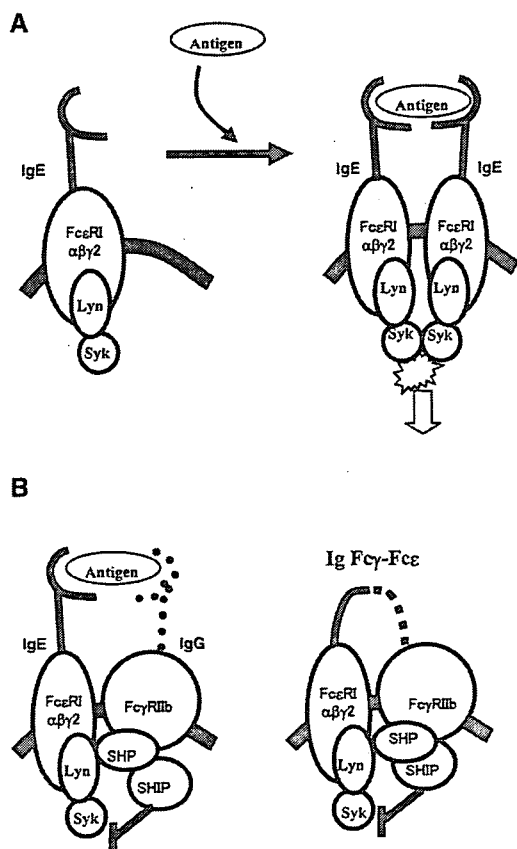 A
Antigen
IgE
FcεRI
αβγ2
Lyn
Syk
Antigen
IgE
IgE
FcεRI
αβγ2
FcεRI
αβγ2
Lyn
Lyn
Syk
Syk
B
Antigen
IgE
IgG
FcεRI
αβγ2
FcγRIIb
SHP
Lyn
SHIP
Syk
Ig Fcγ-Fcε
FcεRI
αβγ2
FcγRIIb
SHP
Lyn
SHIP
Syk